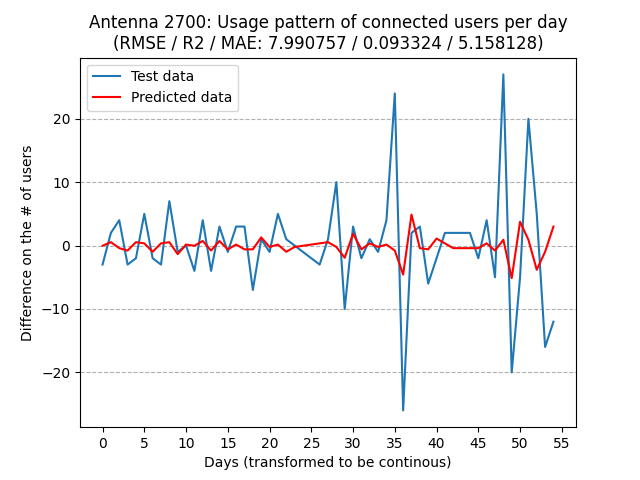 Antenna 2700: Usage pattern of connected users per day
(RMSE / R2 / MAE: 7.990757 / 0.093324 / 5.158128)
Test data
Predicted data
Difference on the # of users
20
10
0
−10
−20
0 5 10 15 20 25 30 35 40 45 50 55
Days (transformed to be continous)